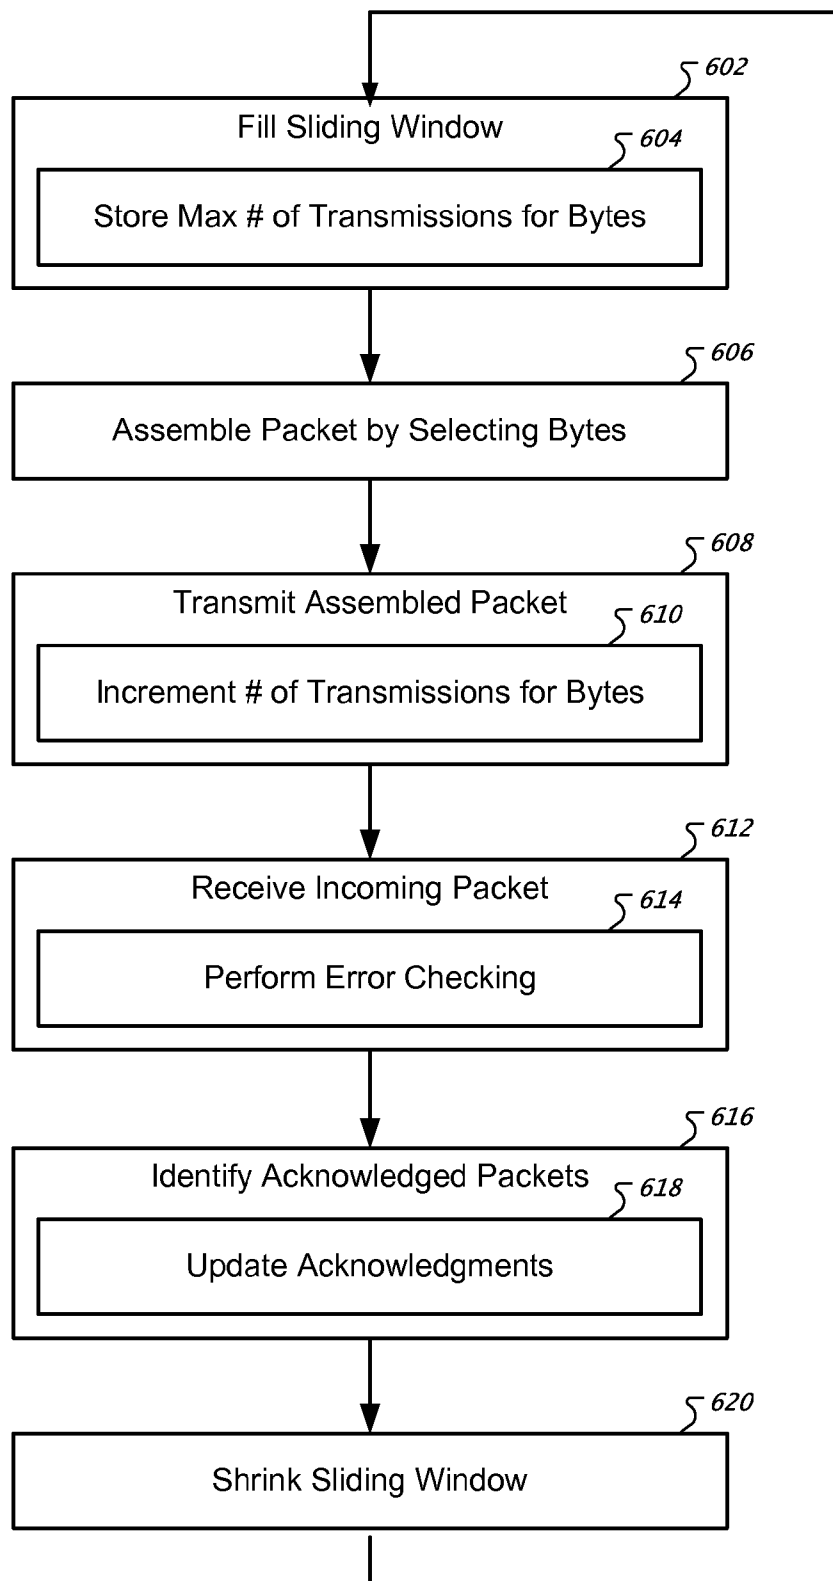 602
Fill Sliding Window
604
Store Max # of Transmissions for Bytes
606
Assemble Packet by Selecting Bytes
608
Transmit Assembled Packet
610
Increment # of Transmissions for Bytes
612
Receive Incoming Packet
614
Perform Error Checking
616
Identify Acknowledged Packets
618
Update Acknowledgments
620
Shrink Sliding Window